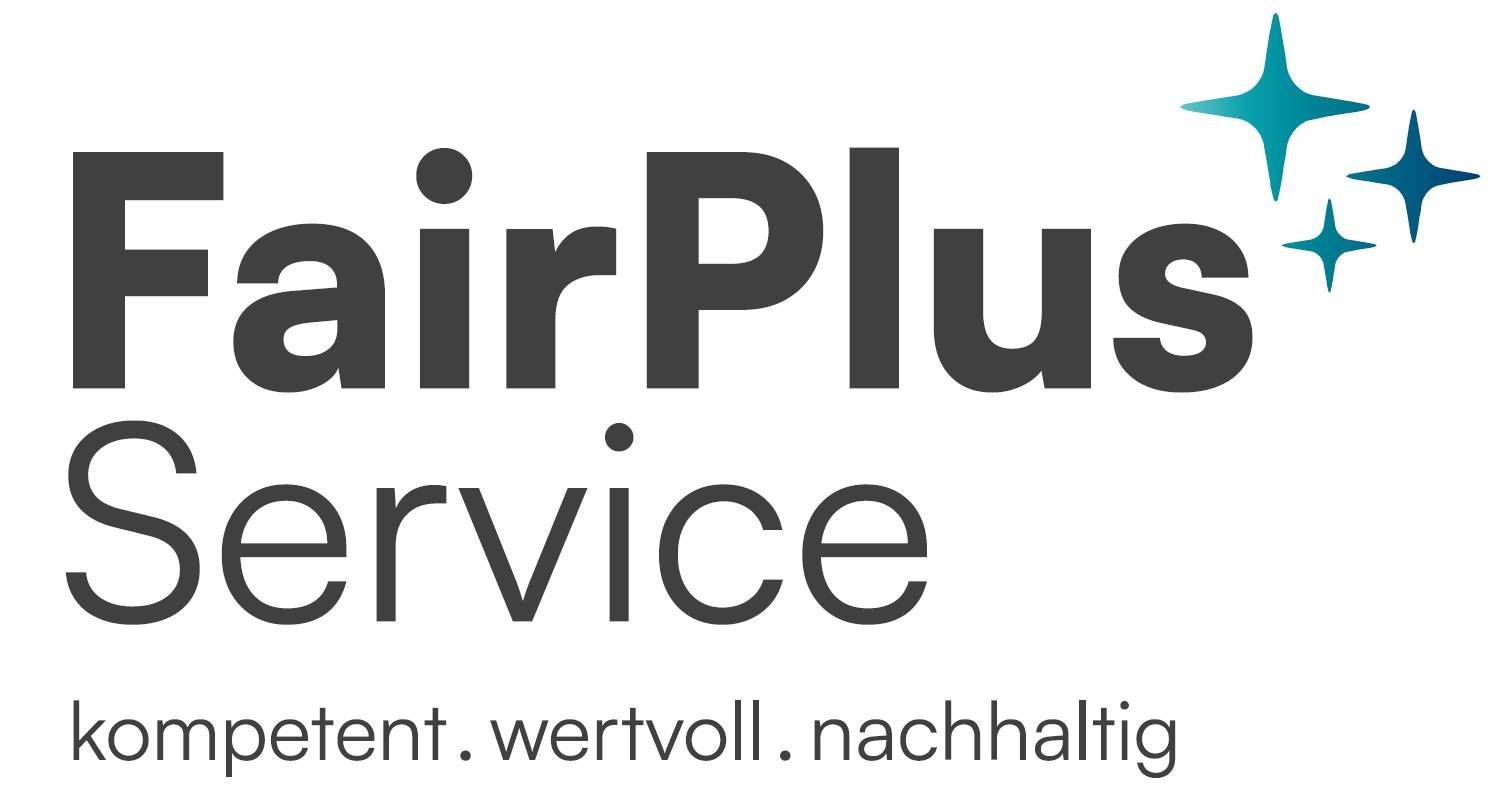 FairPlus
Service
kompetent . wertvoll . nachhaltig